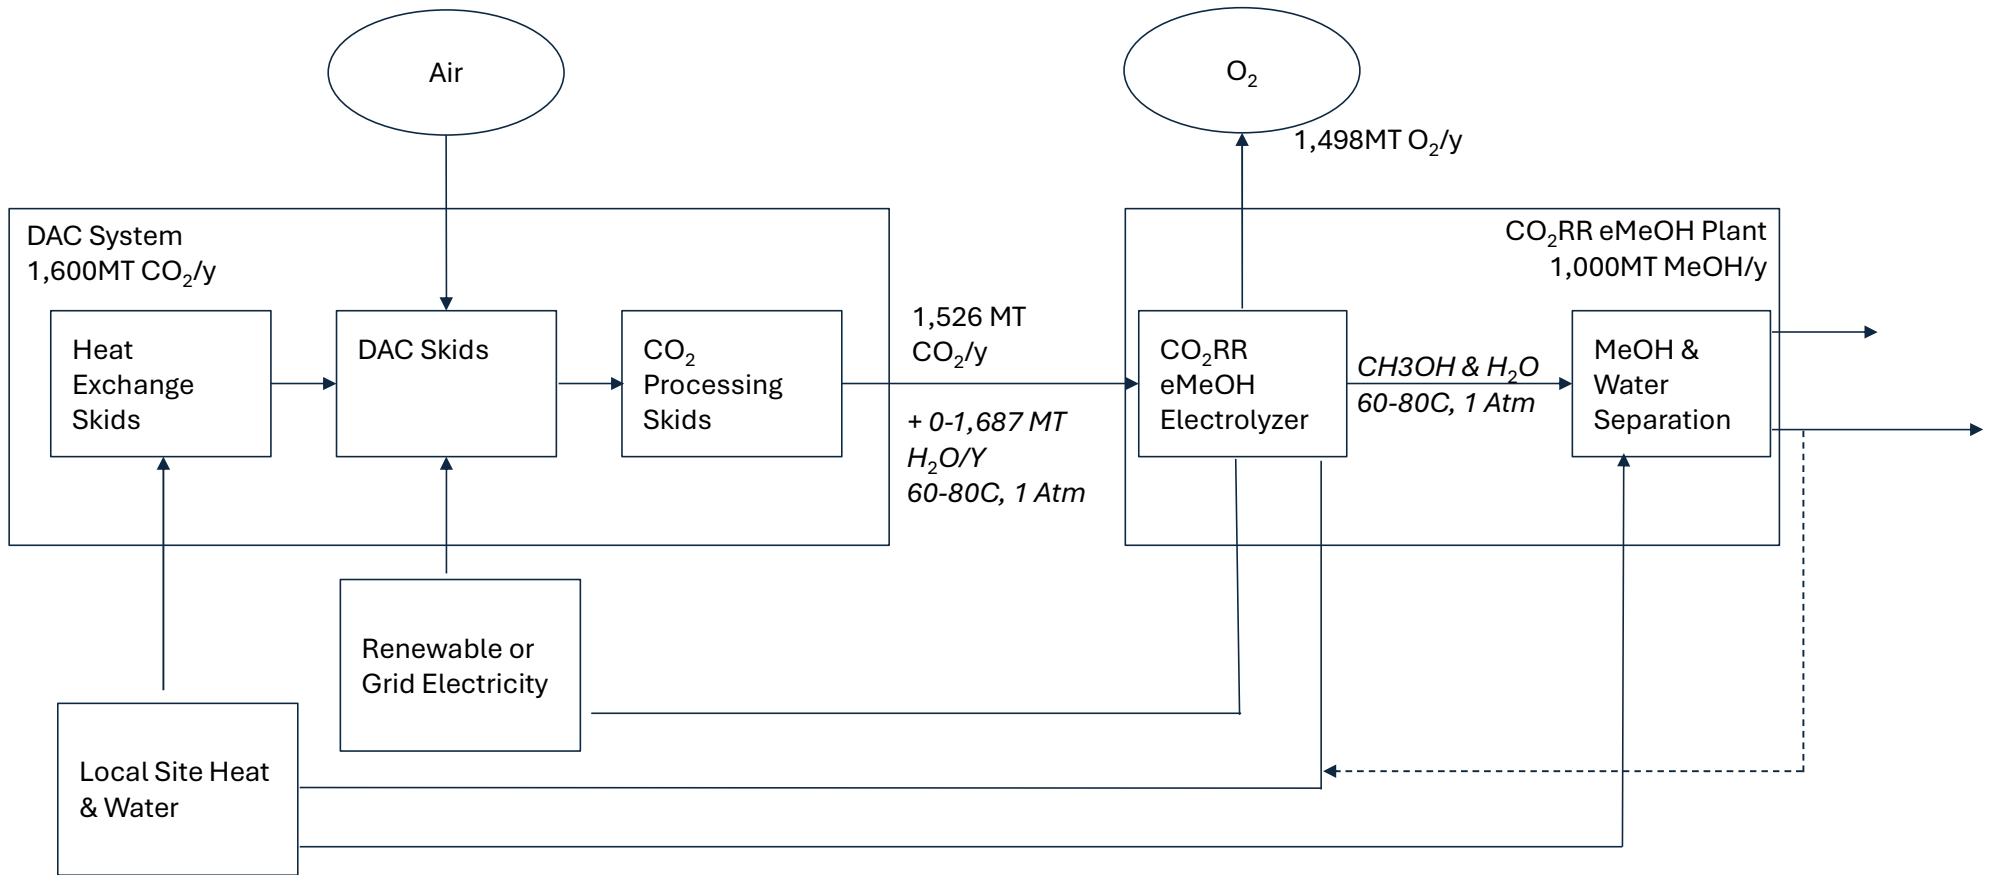 Air
O₂
1,498MT O₂/y
DAC System
1,600MT CO₂/y
CO₂RR eMeOH Plant
1,000MT MeOH/y
Heat
Exchange
Skids
DAC Skids
CO₂
Processing
Skids
1,526 MT
CO₂/y
+ 0-1,687 MT
H₂O/Y
60-80C, 1 Atm
CO₂RR
eMeOH
Electrolyzer
CH3OH & H₂O
60-80C, 1 Atm
MeOH &
Water
Separation
Renewable or
Grid Electricity
Local Site Heat
& Water